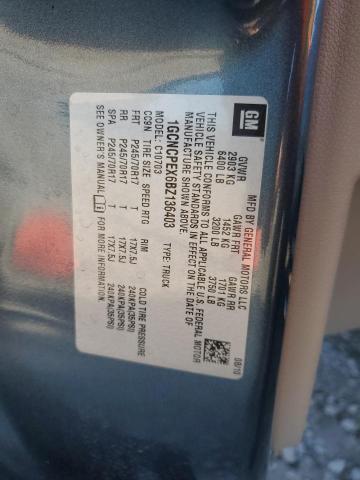 GM
MFD BY GENERAL MOTORS LLC
08/10
GVWR GAWR FRT GAWR RR
2903 KG 1452 KG 1701 KG
6400 LB 3200 LB 3750 LB
THIS VEHICLE CONFORMS TO ALL APPLICABLE U.S. FEDERAL MOTOR
VEHICLE SAFETY STANDARDS IN EFFECT ON THE DATE OF
MANUFACTURE SHOWN ABOVE.
1GCNCPEX6BZ136403 TYPE: TRUCK
MODEL: C10703
CC9N TIRE SIZE SPEED RTG RIM COLD TIRE PRESSURE
FRT P245/70R17 T 17X7.5J 240KPA(35PSI)
RR P245/70R17 T 17X7.5J 240KPA(35PSI)
SPA P245/70R17 T 17X7.5J 240KPA(35PSI)
SEE OWNER'S MANUAL FOR MORE INFORMATION.